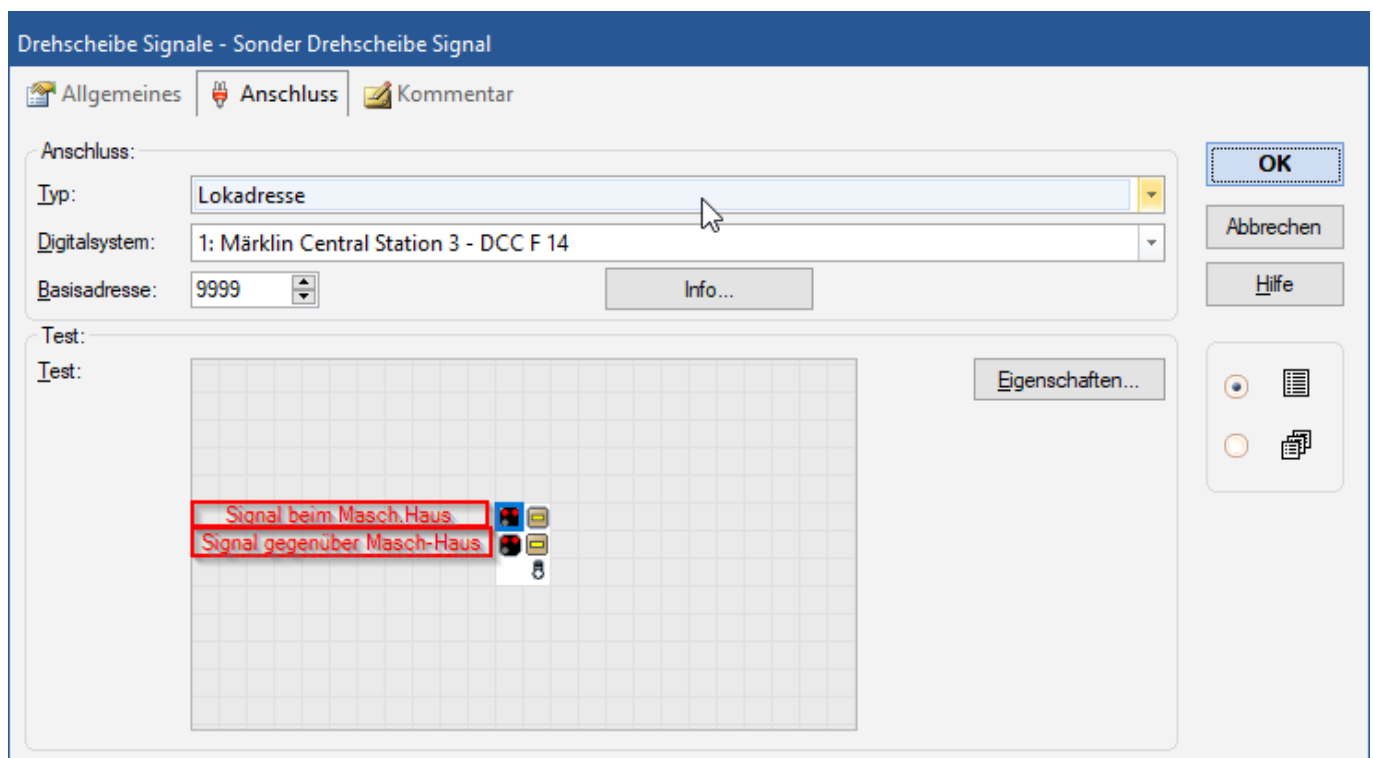 Drehscheibe Signale - Sonder Drehscheibe Signal
Allgemeines Anschluss Kommentar
Anschluss:
Typ: Lokadresse
Digitalsystem: 1: Märklin Central Station 3 - DCC F 14
Basisadresse: 9999 Info...
OK
Abbrechen
Hilfe
Test:
Test:
Eigenschaften...
Signal beim Masch.Haus
Signal gegenüber Masch-Haus